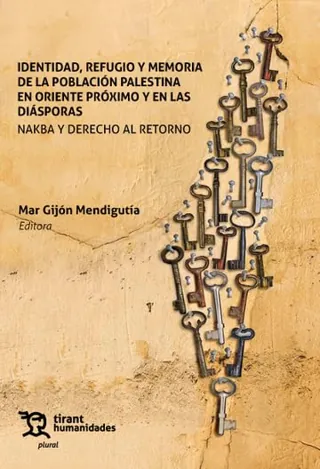 IDENTIDAD, REFUGIO Y MEMORIA
DE LA POBLACIÓN PALESTINA
EN ORIENTE PRÓXIMO Y EN LAS
DIÁSPORAS
NAKBA Y DERECHO AL RETORNO
Mar Gijón Mendigutía
Editora
tirant
humanidades
plural